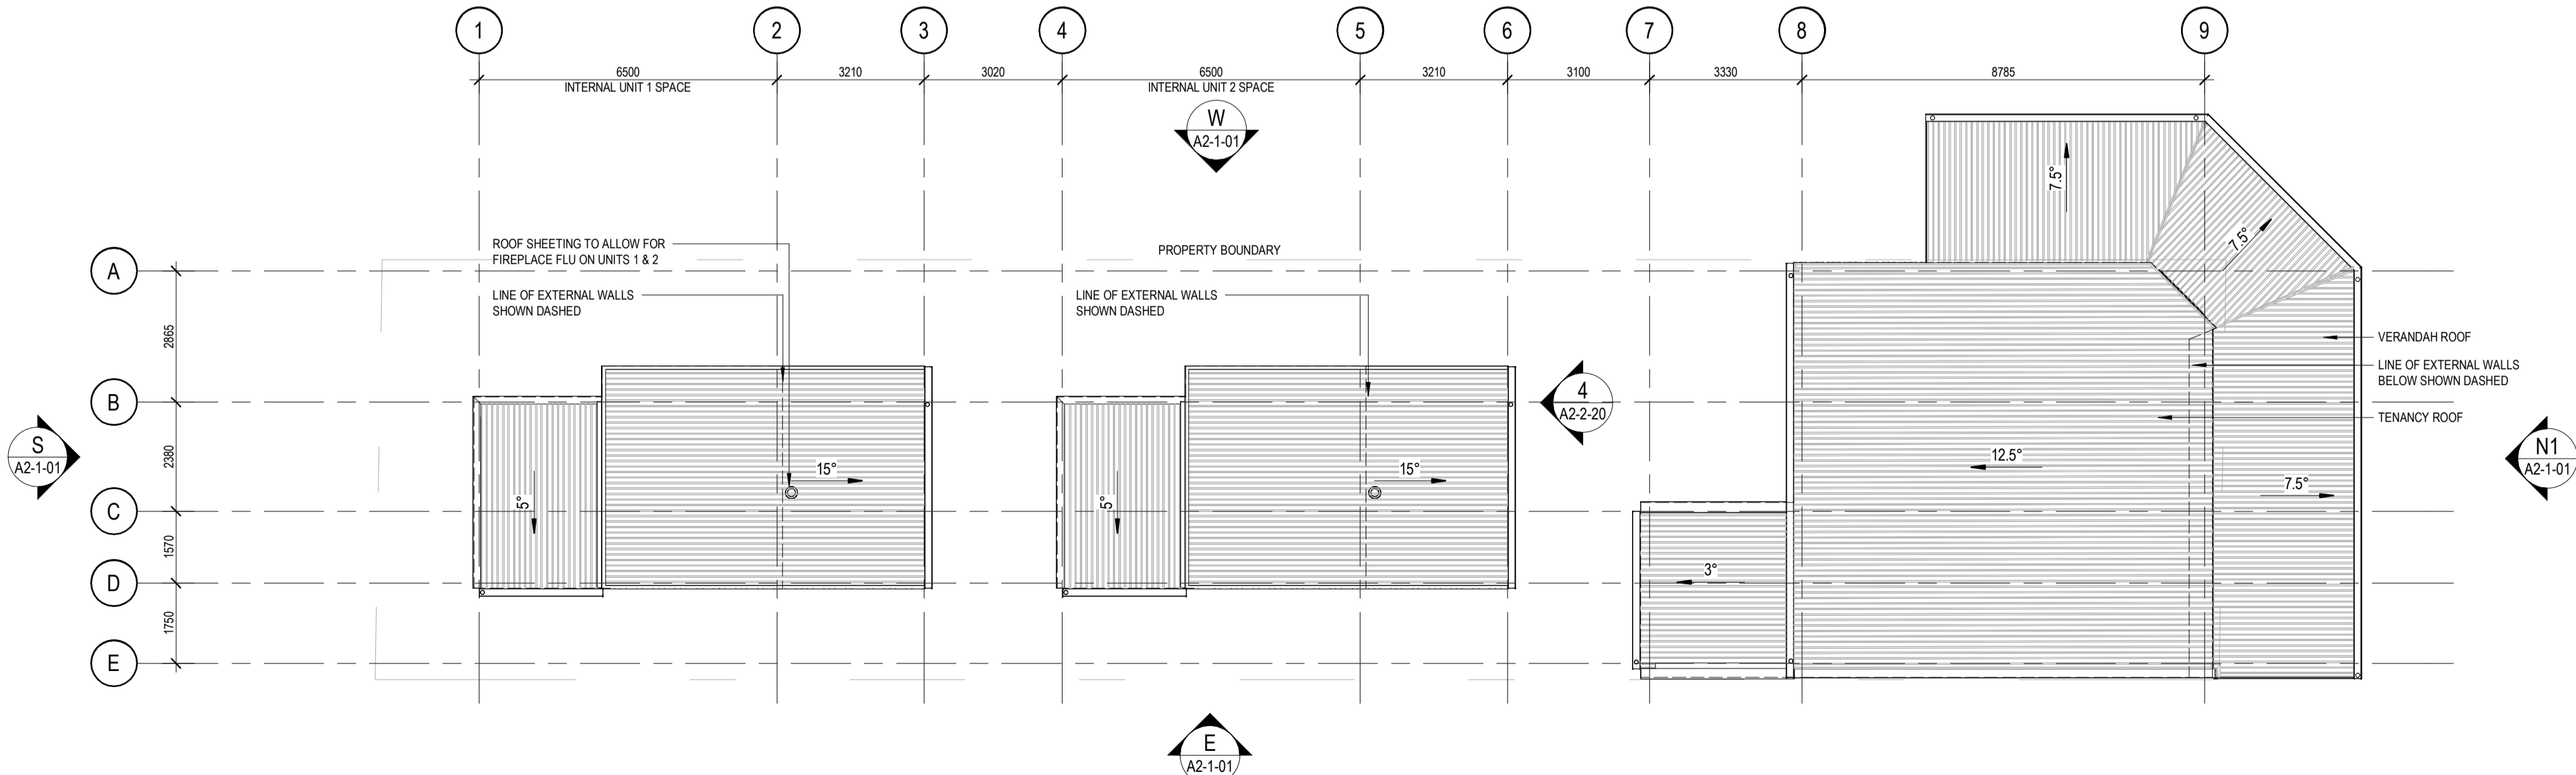 1
2
3
4
5
6
7
8
9
6500
3210
3020
6500
3210
3100
3330
8785
INTERNAL UNIT 1 SPACE
INTERNAL UNIT 2 SPACE
W
A2-1-01
7.5°
7.5°
ROOF SHEETING TO ALLOW FOR
FIREPLACE FLU ON UNITS 1 & 2
PROPERTY BOUNDARY
A
LINE OF EXTERNAL WALLS
SHOWN DASHED
LINE OF EXTERNAL WALLS
SHOWN DASHED
2865
VERANDAH ROOF
LINE OF EXTERNAL WALLS
BELOW SHOWN DASHED
B
4
A2-2-20
TENANCY ROOF
S
A2-1-01
2380
15°
15°
12.5°
N1
A2-1-01
7.5°
5°
5°
C
1570
3°
D
1750
E
E
A2-1-01